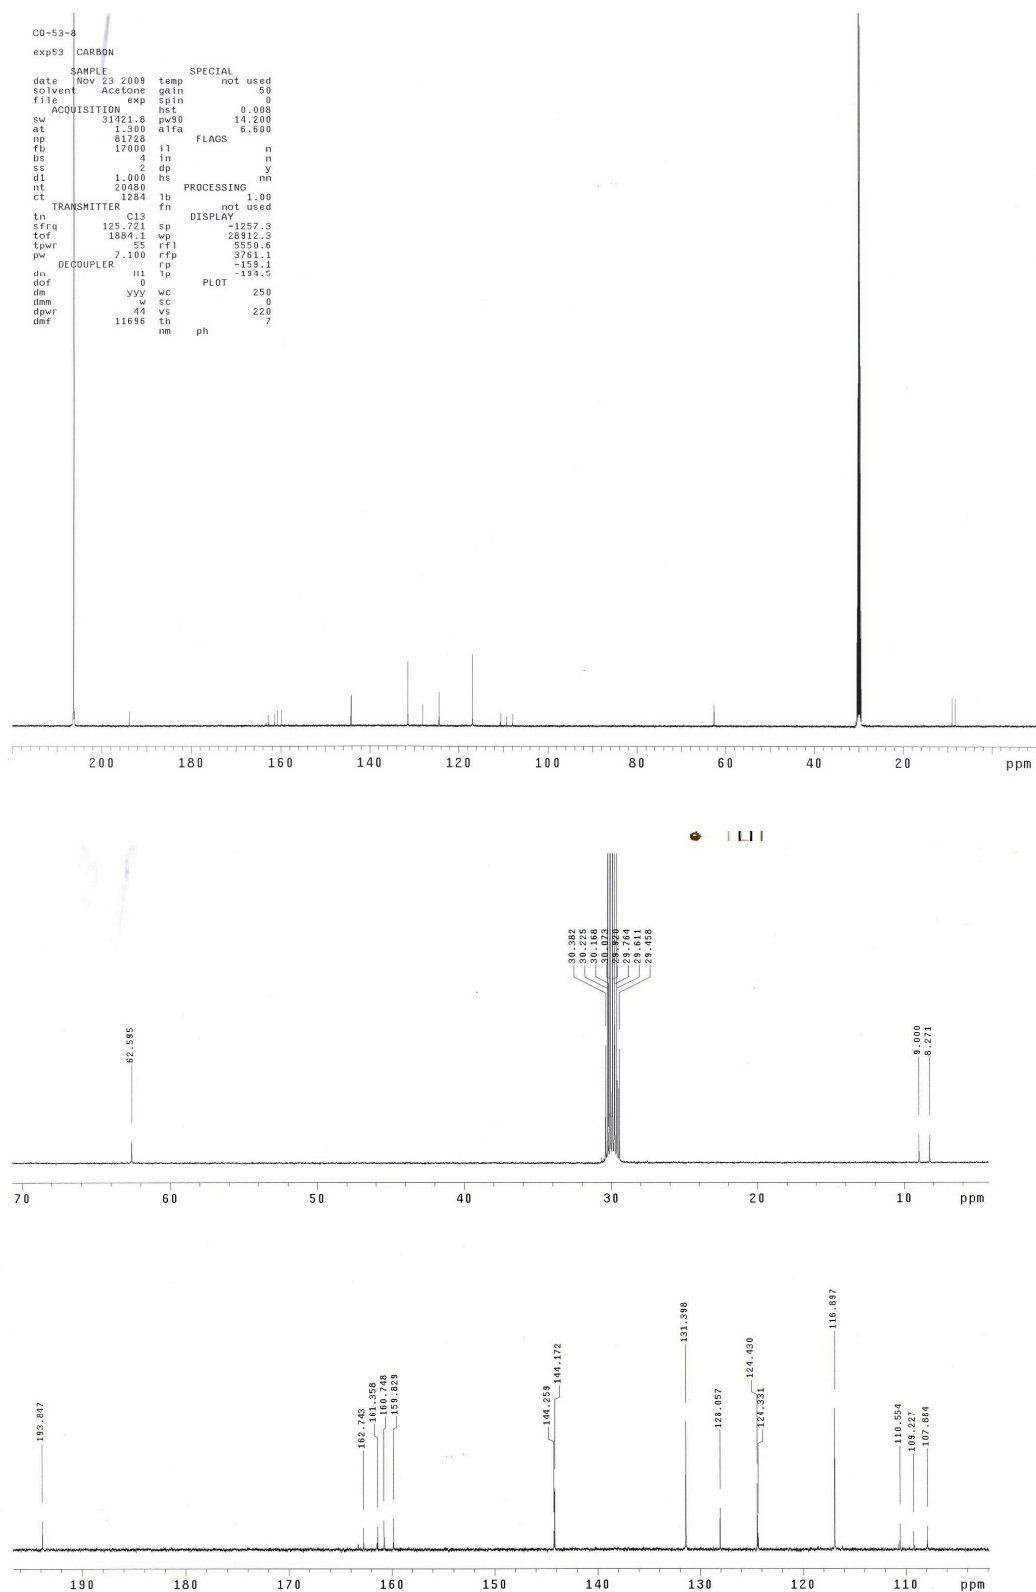 CO-53-8
exp53 CARBON
SAMPLE SPECIAL
date Nov 23 2009 temp not used
solvent Acetone gain 50
file exp spin 0
ACQUISITION hst 0.008
sw 31421.8 pw90 14.200
at 1.300 alfa 6.600
np 81728 FLAGS
fb 17000 il n
bs 4 in n
ss 2 dp y
d1 1.000 hs nn
nt 20480 PROCESSING
ct 1284 lb 1.00
TRANSMITTER fn not used
tn C13 DISPLAY
sfrq 125.721 sp -1257.3
tof 1884.1 wp 28912.3
tpwr 55 rfl 5550.6
pw 7.100 rfp 3761.1
DECOUPLER rp -159.1
dn H1 lp -194.5
dof 0 PLOT
dm yyy wc 250
dmm w sc 0
dpwr 44 vs 220
dmf 11696 th 7
nm ph
200 180 160 140 120 100 80 60 40 20 ppm
62.595
30.382
30.225
30.168
30.073
29.920
29.764
29.611
29.458
9.000
8.271
70 60 50 40 30 20 10 ppm
193.847
162.743
161.358
160.748
159.829
144.259
144.172
131.398
128.057
124.430
124.331
116.897
110.554
109.227
107.884
190 180 170 160 150 140 130 120 110 ppm